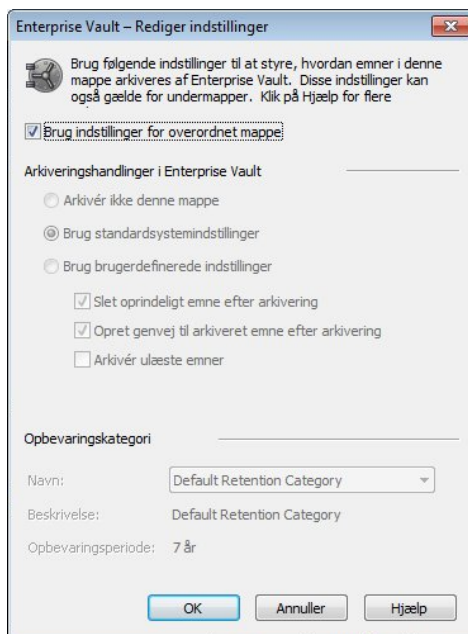 Enterprise Vault – Rediger indstillinger
Brug følgende indstillinger til at styre, hvordan emner i denne
mappe arkiveres af Enterprise Vault. Disse indstillinger kan
også gælde for undermapper. Klik på Hjælp for flere
Brug indstillinger for overordnet mappe
Arkiveringshandlinger i Enterprise Vault
Arkivér ikke denne mappe
Brug standardsystemindstillinger
Brug brugerdefinerede indstillinger
Slet oprindeligt emne efter arkivering
Opret genvej til arkiveret emne efter arkivering
Arkivér ulæste emner
Opbevaringskategori
Navn: Default Retention Category
Beskrivelse: Default Retention Category
Opbevaringsperiode: 7 år
OK Annuller Hjælp